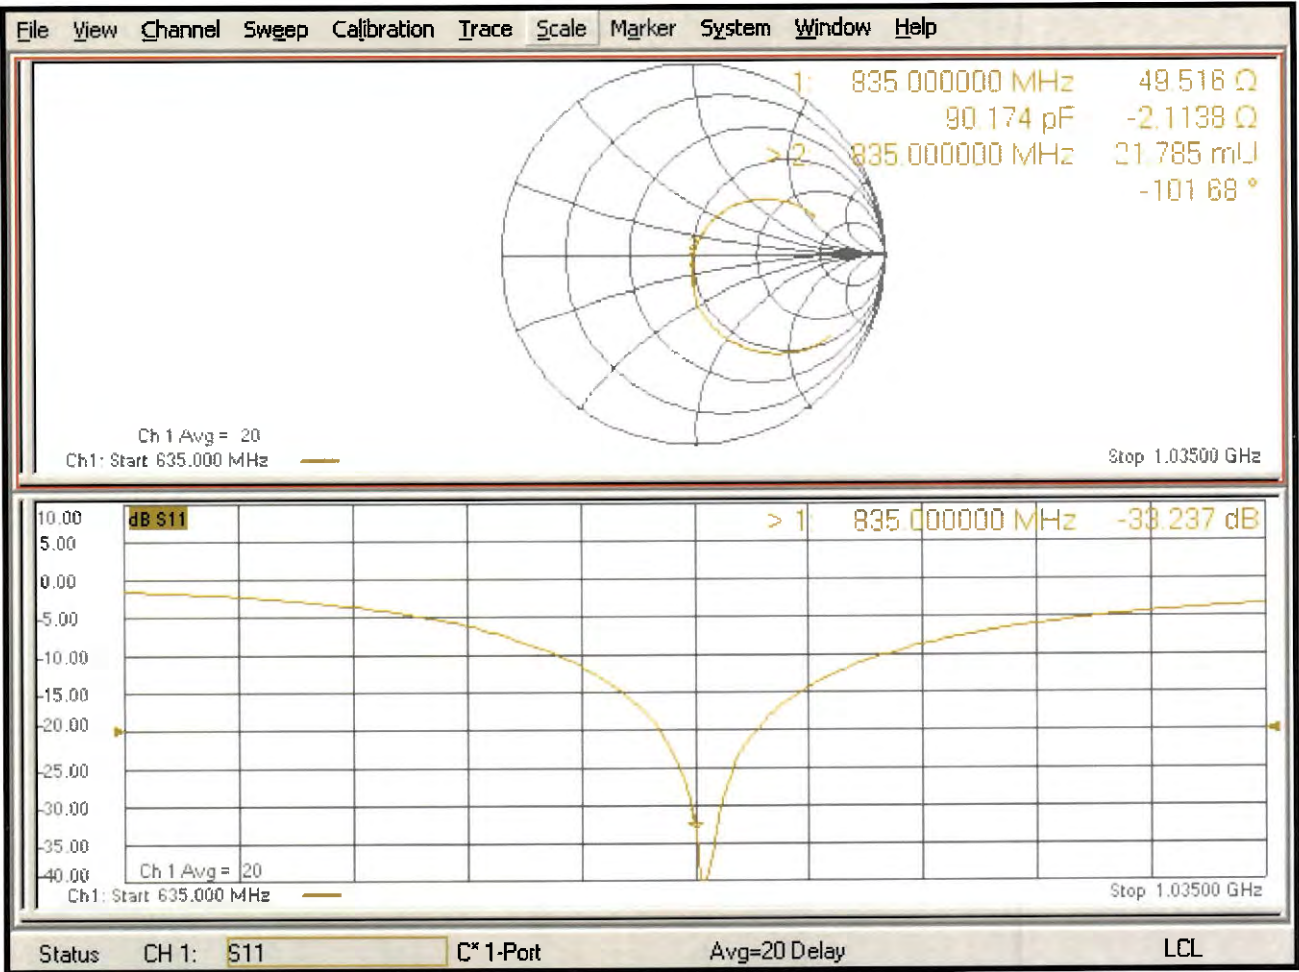 File View Channel Sweep Calibration Trace Scale Marker System Window Help
1: 835.000000 MHz 49.516 Ω
90.174 pF -2.1138 Ω
> 2 835.000000 MHz 21.785 mU
-101.68 °
Ch 1 Avg = 20
Ch1: Start 635.000 MHz
Stop 1.03500 GHz
10.00
dB S11
> 1: 835.000000 MHz -33.237 dB
5.00
0.00
-5.00
-10.00
-15.00
-20.00
-25.00
-30.00
-35.00
-40.00
Ch 1 Avg = 20
Ch1: Start 635.000 MHz
Stop 1.03500 GHz
Status CH 1: S11 C* 1-Port Avg=20 Delay LCL